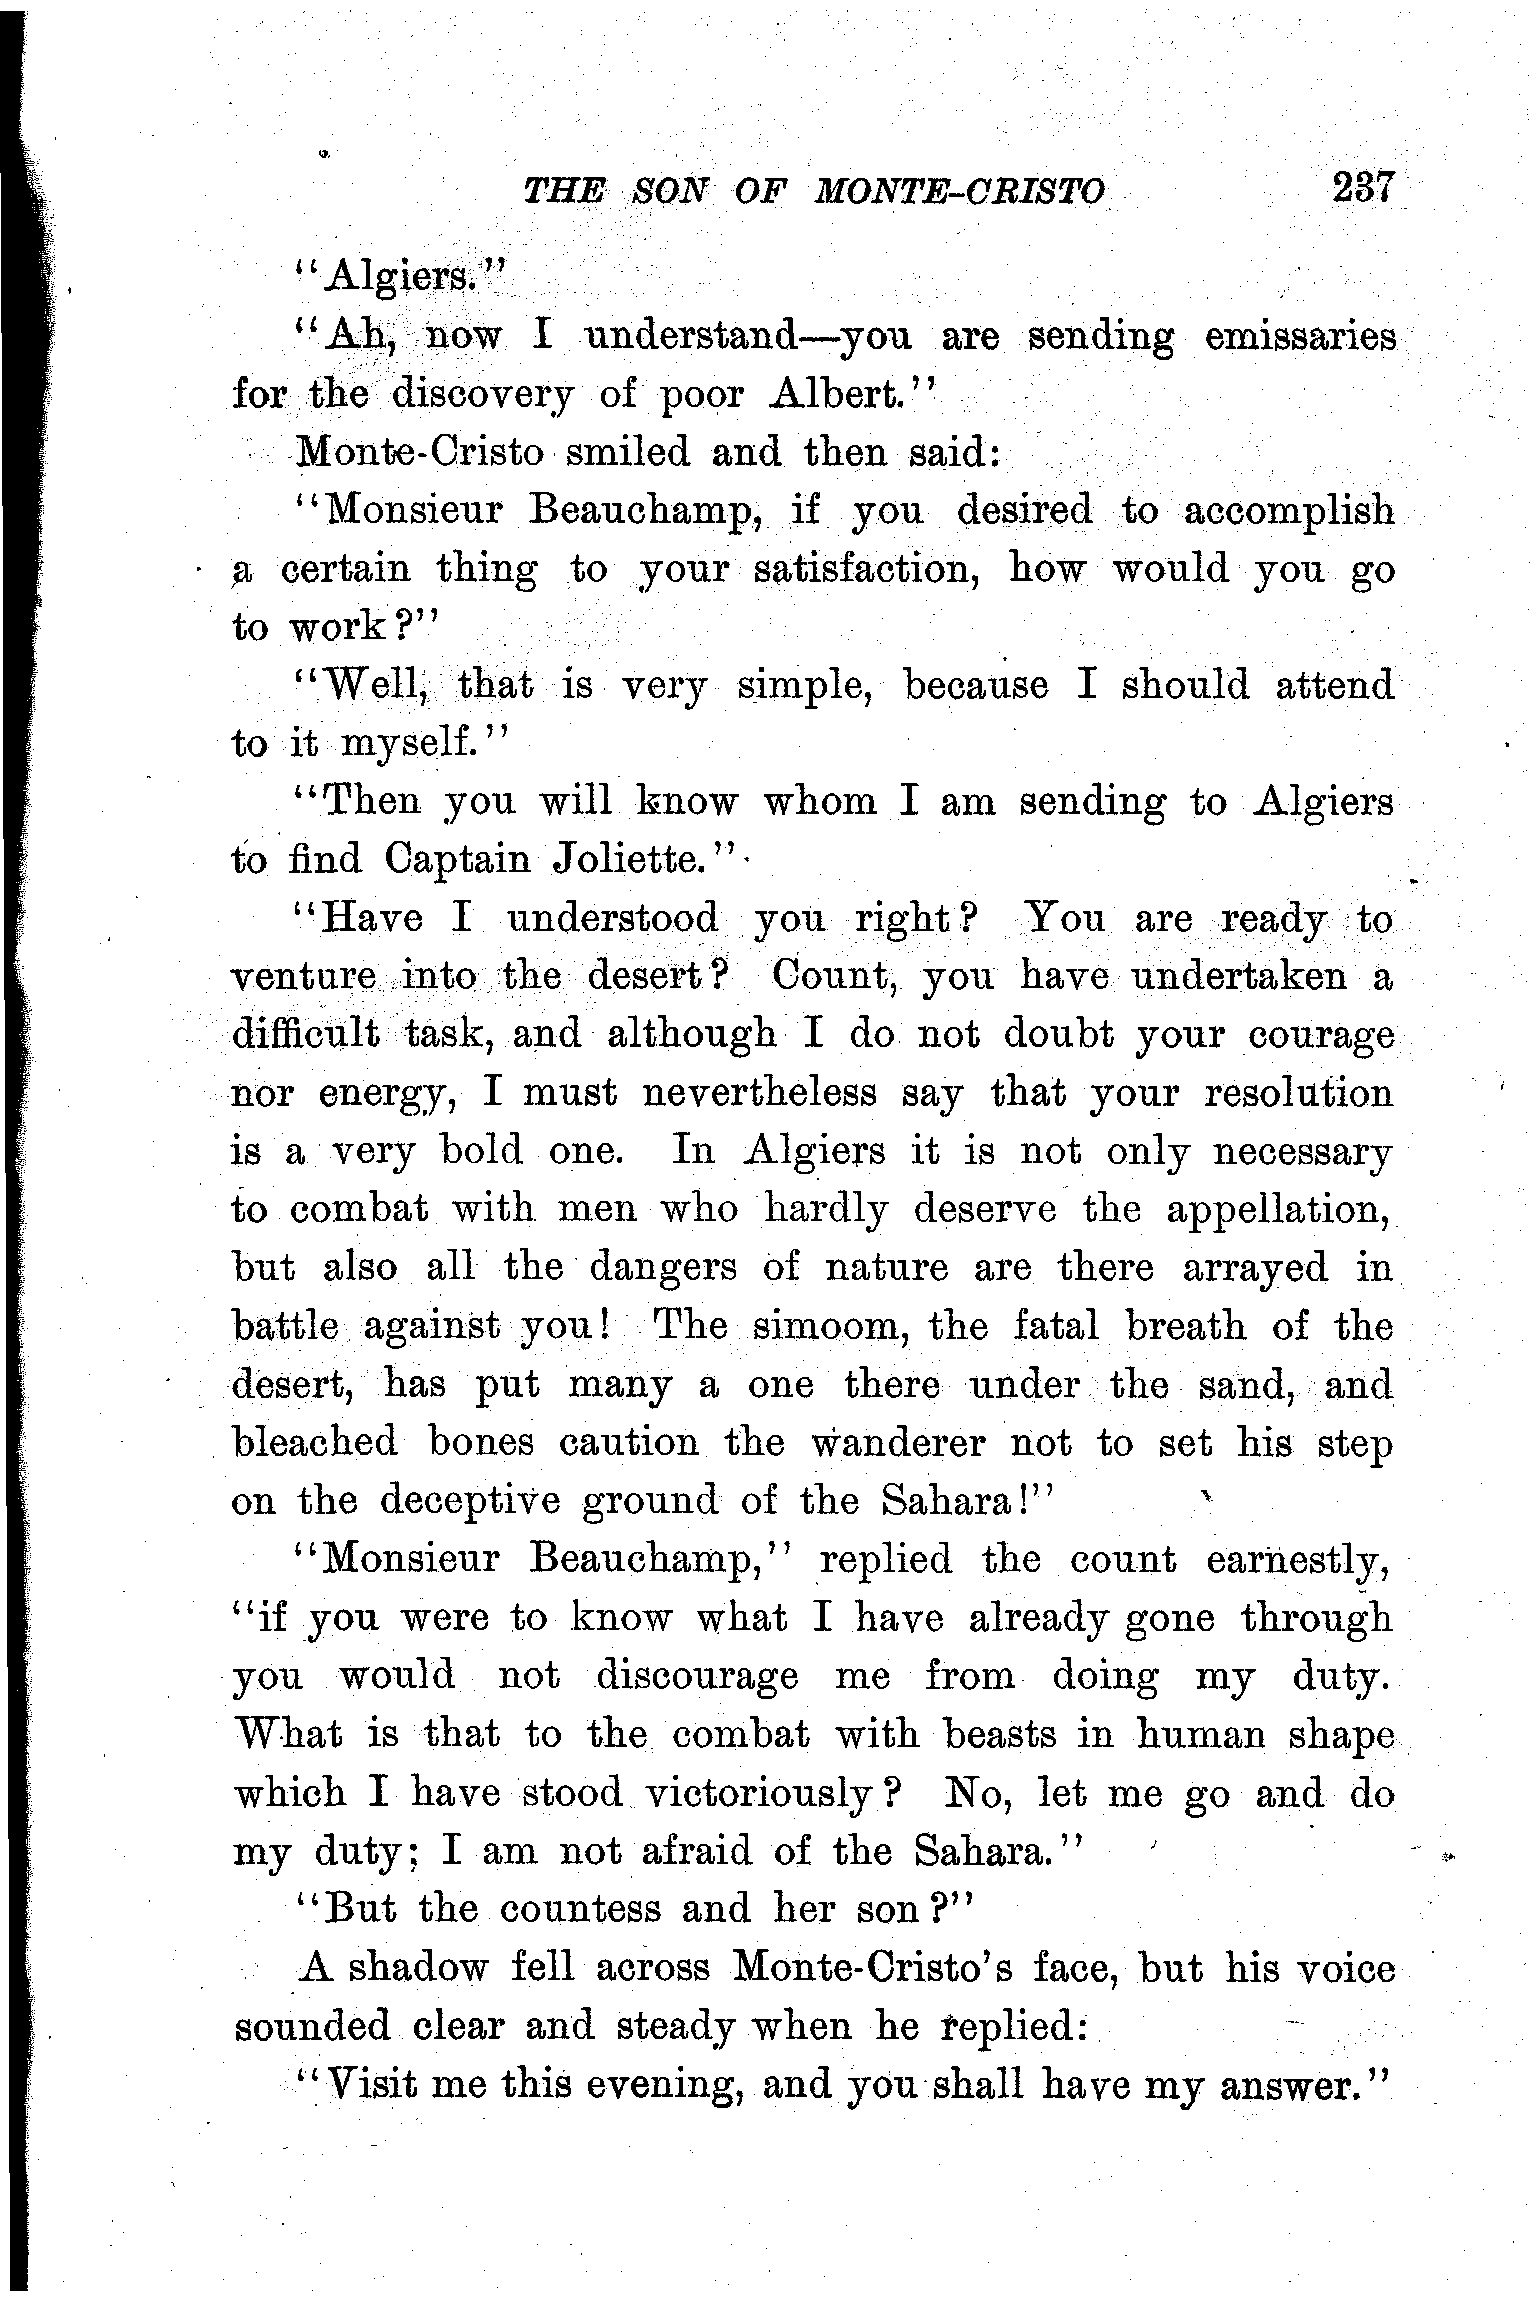 THE SON OF MONTE-CRISTO 237
"Algiers."
"Ah, now I understand—you are sending emissaries
for the discovery of poor Albert."
Monte-Cristo smiled and then said:
"Monsieur Beauchamp, if you desired to accomplish
a certain thing to your satisfaction, how would you go
to work?"
"Well, that is very simple, because I should attend
to it myself."
"Then you will know whom I am sending to Algiers
to find Captain Joliette."
"Have I understood you right? You are ready to
venture into the desert? Count, you have undertaken a
difficult task, and although I do not doubt your courage
nor energy, I must nevertheless say that your resolution
is a very bold one. In Algiers it is not only necessary
to combat with men who hardly deserve the appellation,
but also all the dangers of nature are there arrayed in
battle against you! The simoom, the fatal breath of the
desert, has put many a one there under the sand, and
bleached bones caution the wanderer not to set his step
on the deceptive ground of the Sahara!"
"Monsieur Beauchamp," replied the count earnestly,
"if you were to know what I have already gone through
you would not discourage me from doing my duty.
What is that to the combat with beasts in human shape
which I have stood victoriously? No, let me go and do
my duty; I am not afraid of the Sahara."
"But the countess and her son?"
A shadow fell across Monte-Cristo's face, but his voice
sounded clear and steady when he replied:
"Visit me this evening, and you shall have my answer."